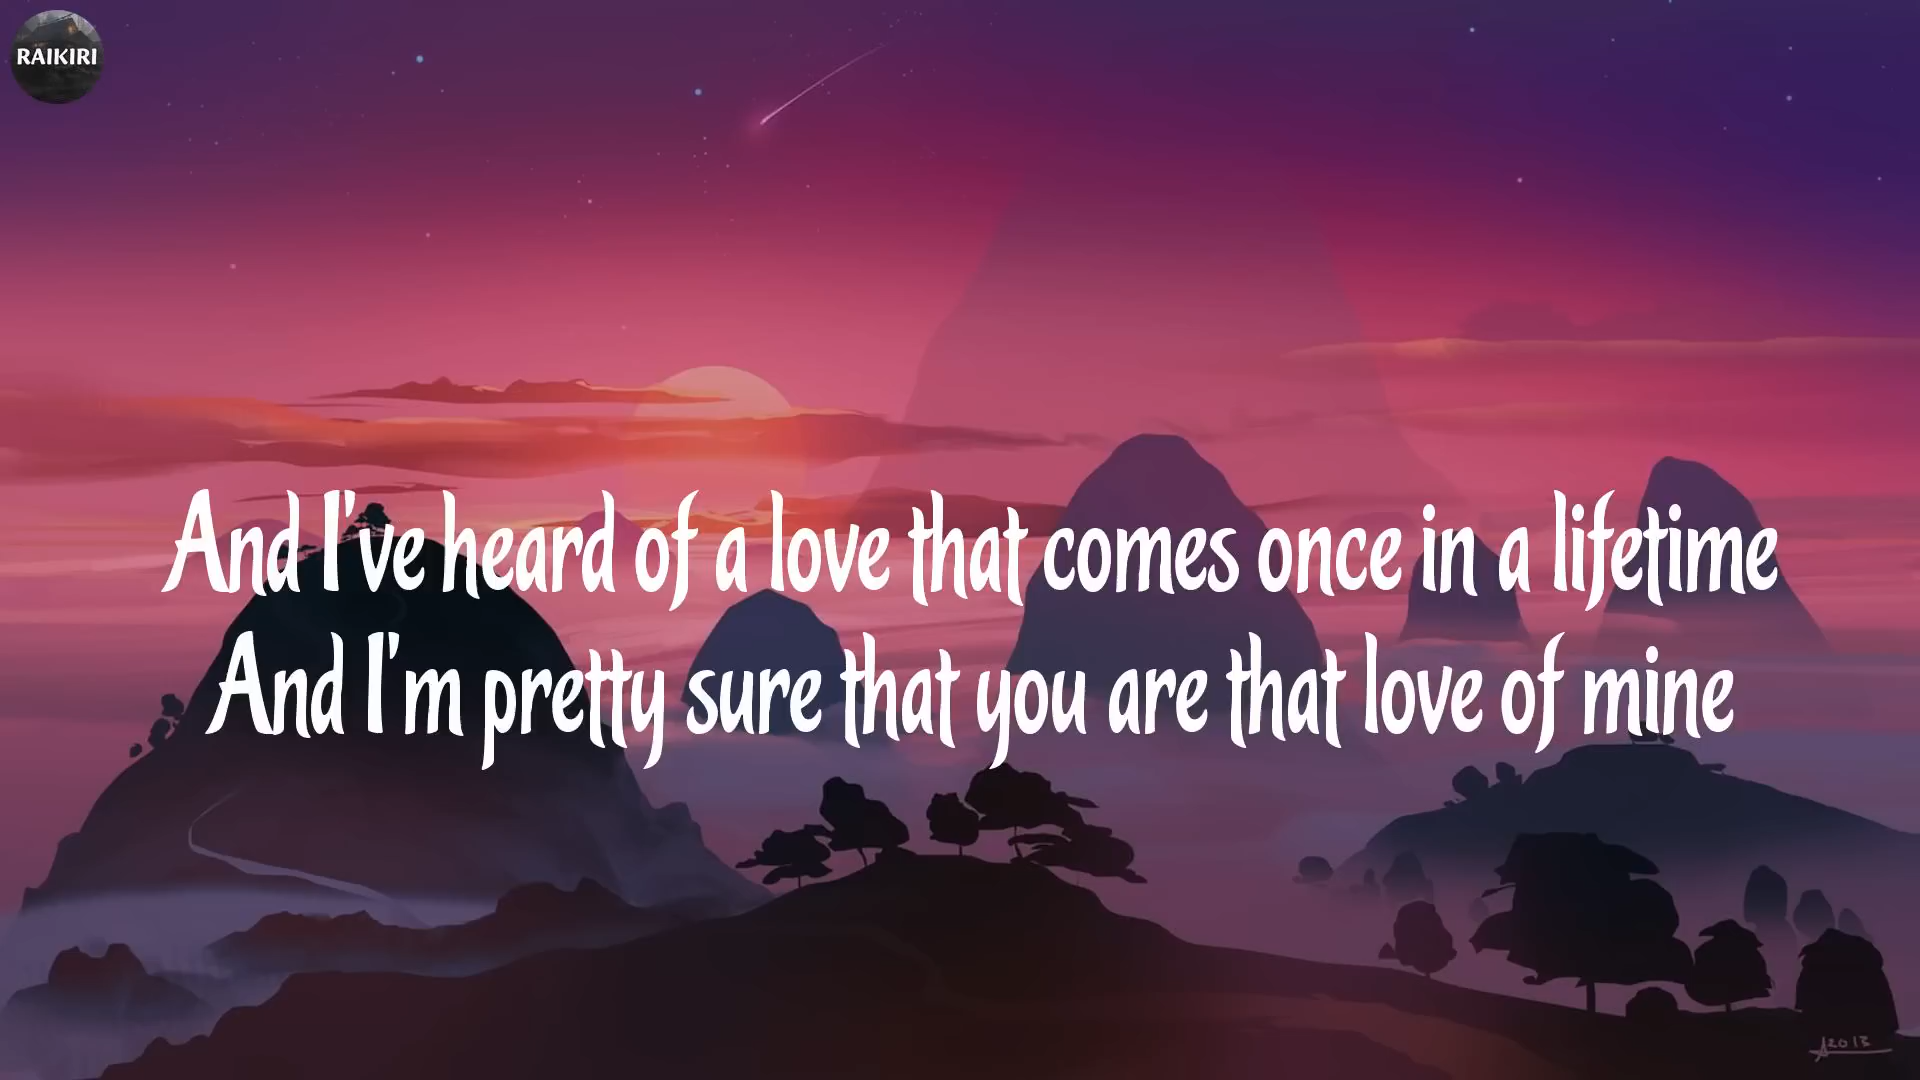 RAIKIRI
And I've heard of a love that comes once in a lifetime
And I'm pretty sure that you are that love of mine
2013